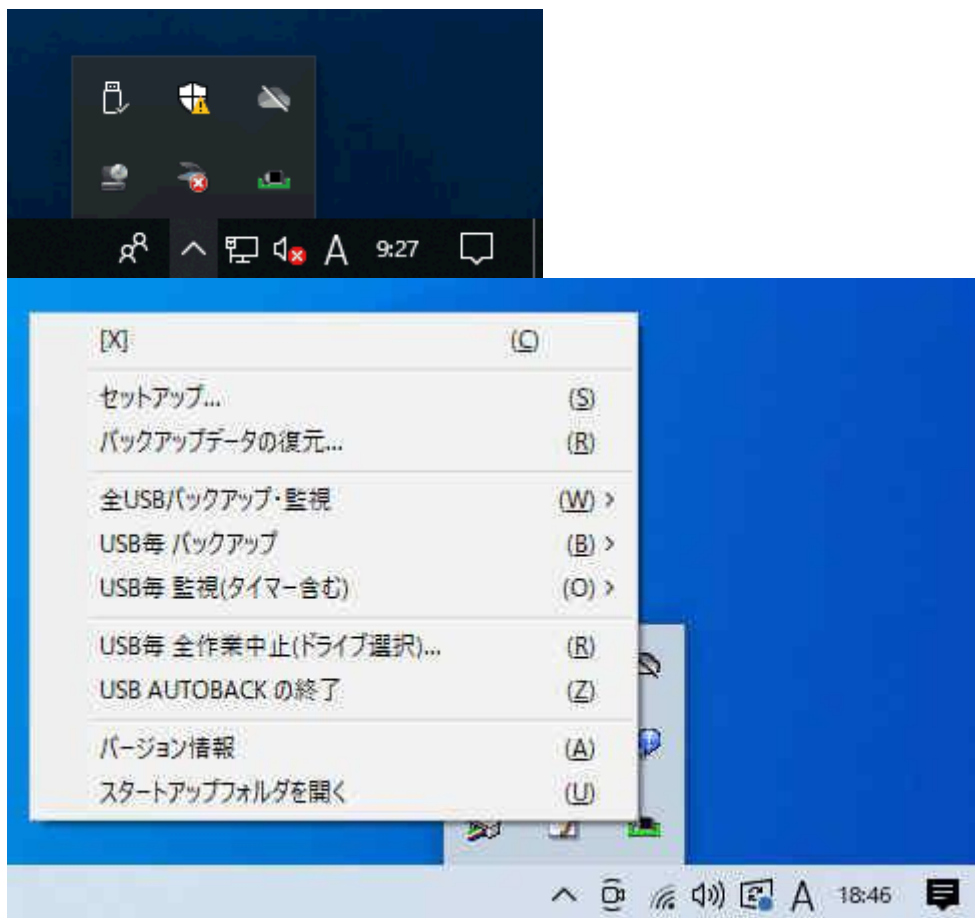 A 9:27
[X] (C)
セットアップ... (S)
バックアップデータの復元... (R)
全USBバックアップ・監視 (W) >
USB毎 バックアップ (B) >
USB毎 監視(タイマー含む) (O) >
USB毎 全作業中止(ドライブ選択)... (R)
USB AUTOBACK の終了 (Z)
バージョン情報 (A)
スタートアップフォルダを開く (U)
A 18:46